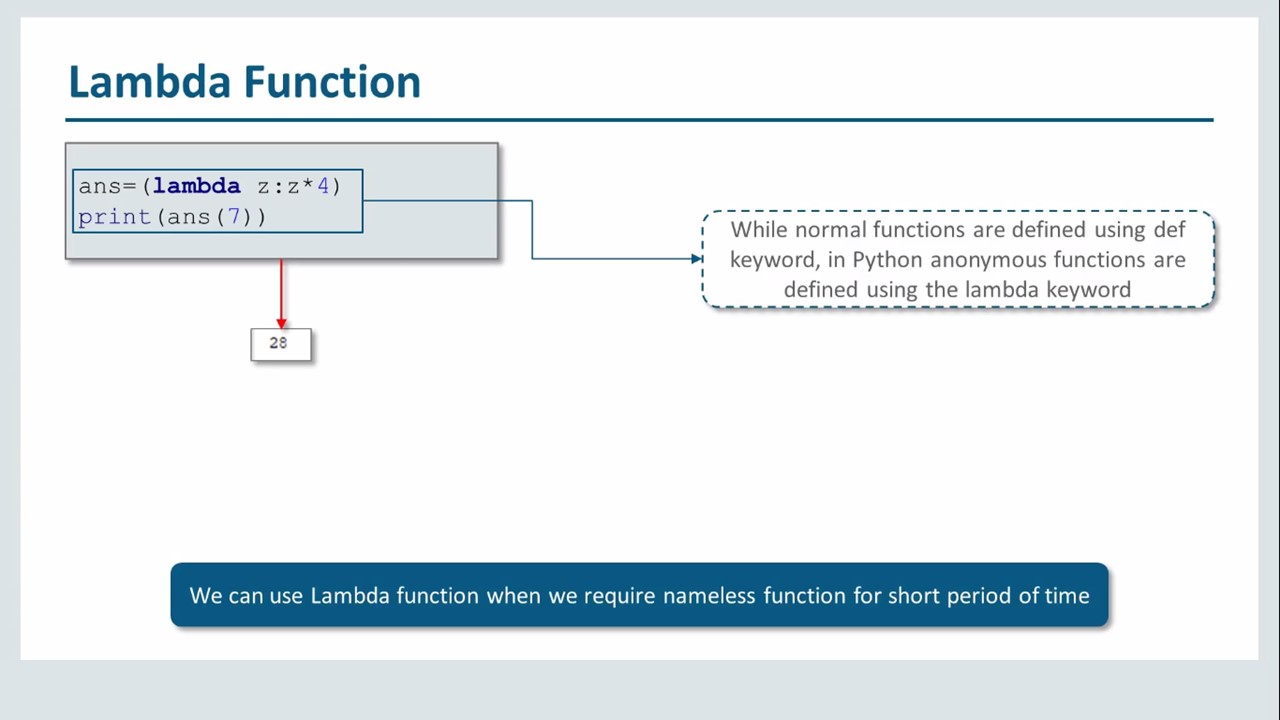 Lambda Function
ans=(lambda z:z*4)
print(ans(7))
While normal functions are defined using def
keyword, in Python anonymous functions are
defined using the lambda keyword
28
We can use Lambda function when we require nameless function for short period of time